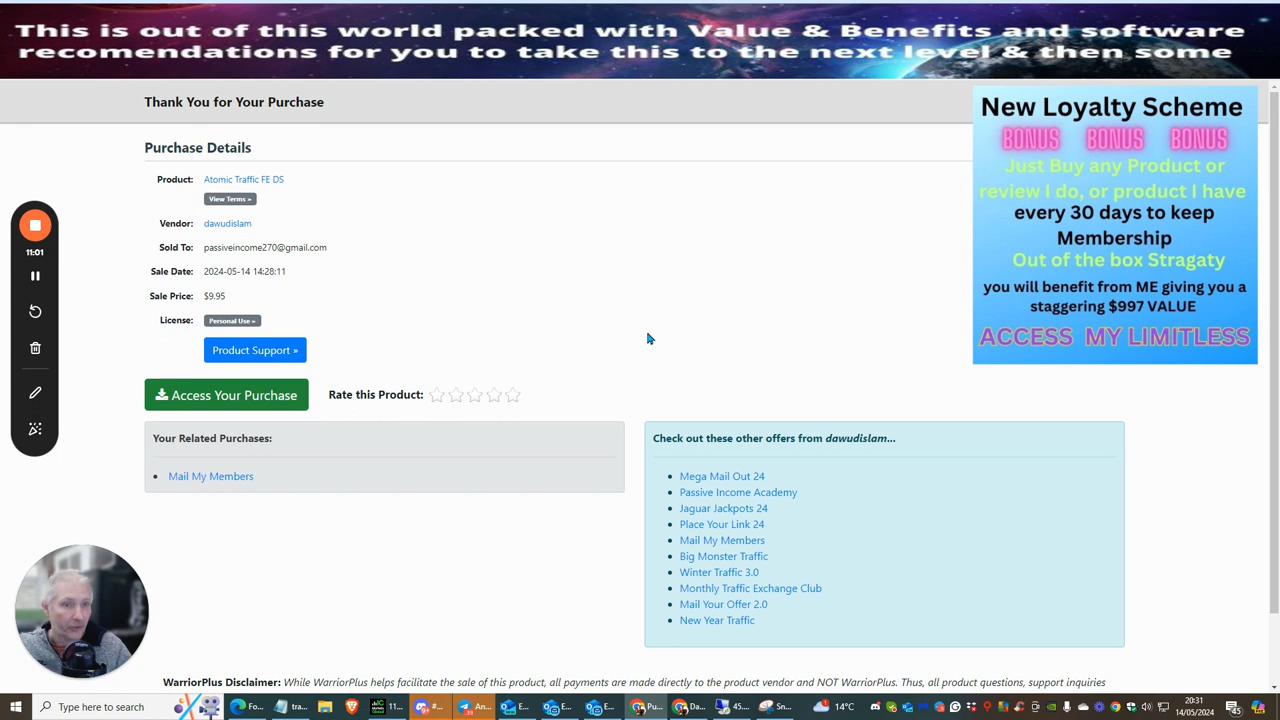 This is out of this world packed with Value & Benefits and software
recomendations for you to take this to the next level & then some
Thank You for Your Purchase
New Loyalty Scheme
BONUS BONUS BONUS
Just Buy any Product or
review I do, or product I have
every 30 days to keep
Membership
Out of the box Stragaty
you will benefit from ME giving you a
staggering $997 VALUE
ACCESS MY LIMITLESS
Purchase Details
Product: Atomic Traffic FE DS
View Terms »
Vendor: dawudislam
Sold To: passiveincome270@gmail.com
Sale Date: 2024-05-14 14:28:11
Sale Price: $9.95
License: Personal Use »
Product Support »
11:01
Access Your Purchase
Rate this Product:
Your Related Purchases:
Mail My Members
Check out these other offers from dawudislam...
Mega Mail Out 24
Passive Income Academy
Jaguar Jackpots 24
Place Your Link 24
Mail My Members
Big Monster Traffic
Winter Traffic 3.0
Monthly Traffic Exchange Club
Mail Your Offer 2.0
New Year Traffic
WarriorPlus Disclaimer: While WarriorPlus helps facilitate the sale of this product, all payments are made directly to the product vendor and NOT WarriorPlus. Thus, all product questions, support inquiries
Type here to search
Fo...
tra...
11...
#...
An...
E...
E...
E...
Pu...
Da...
45...
Sn...
14°C
20:31
14/05/2024